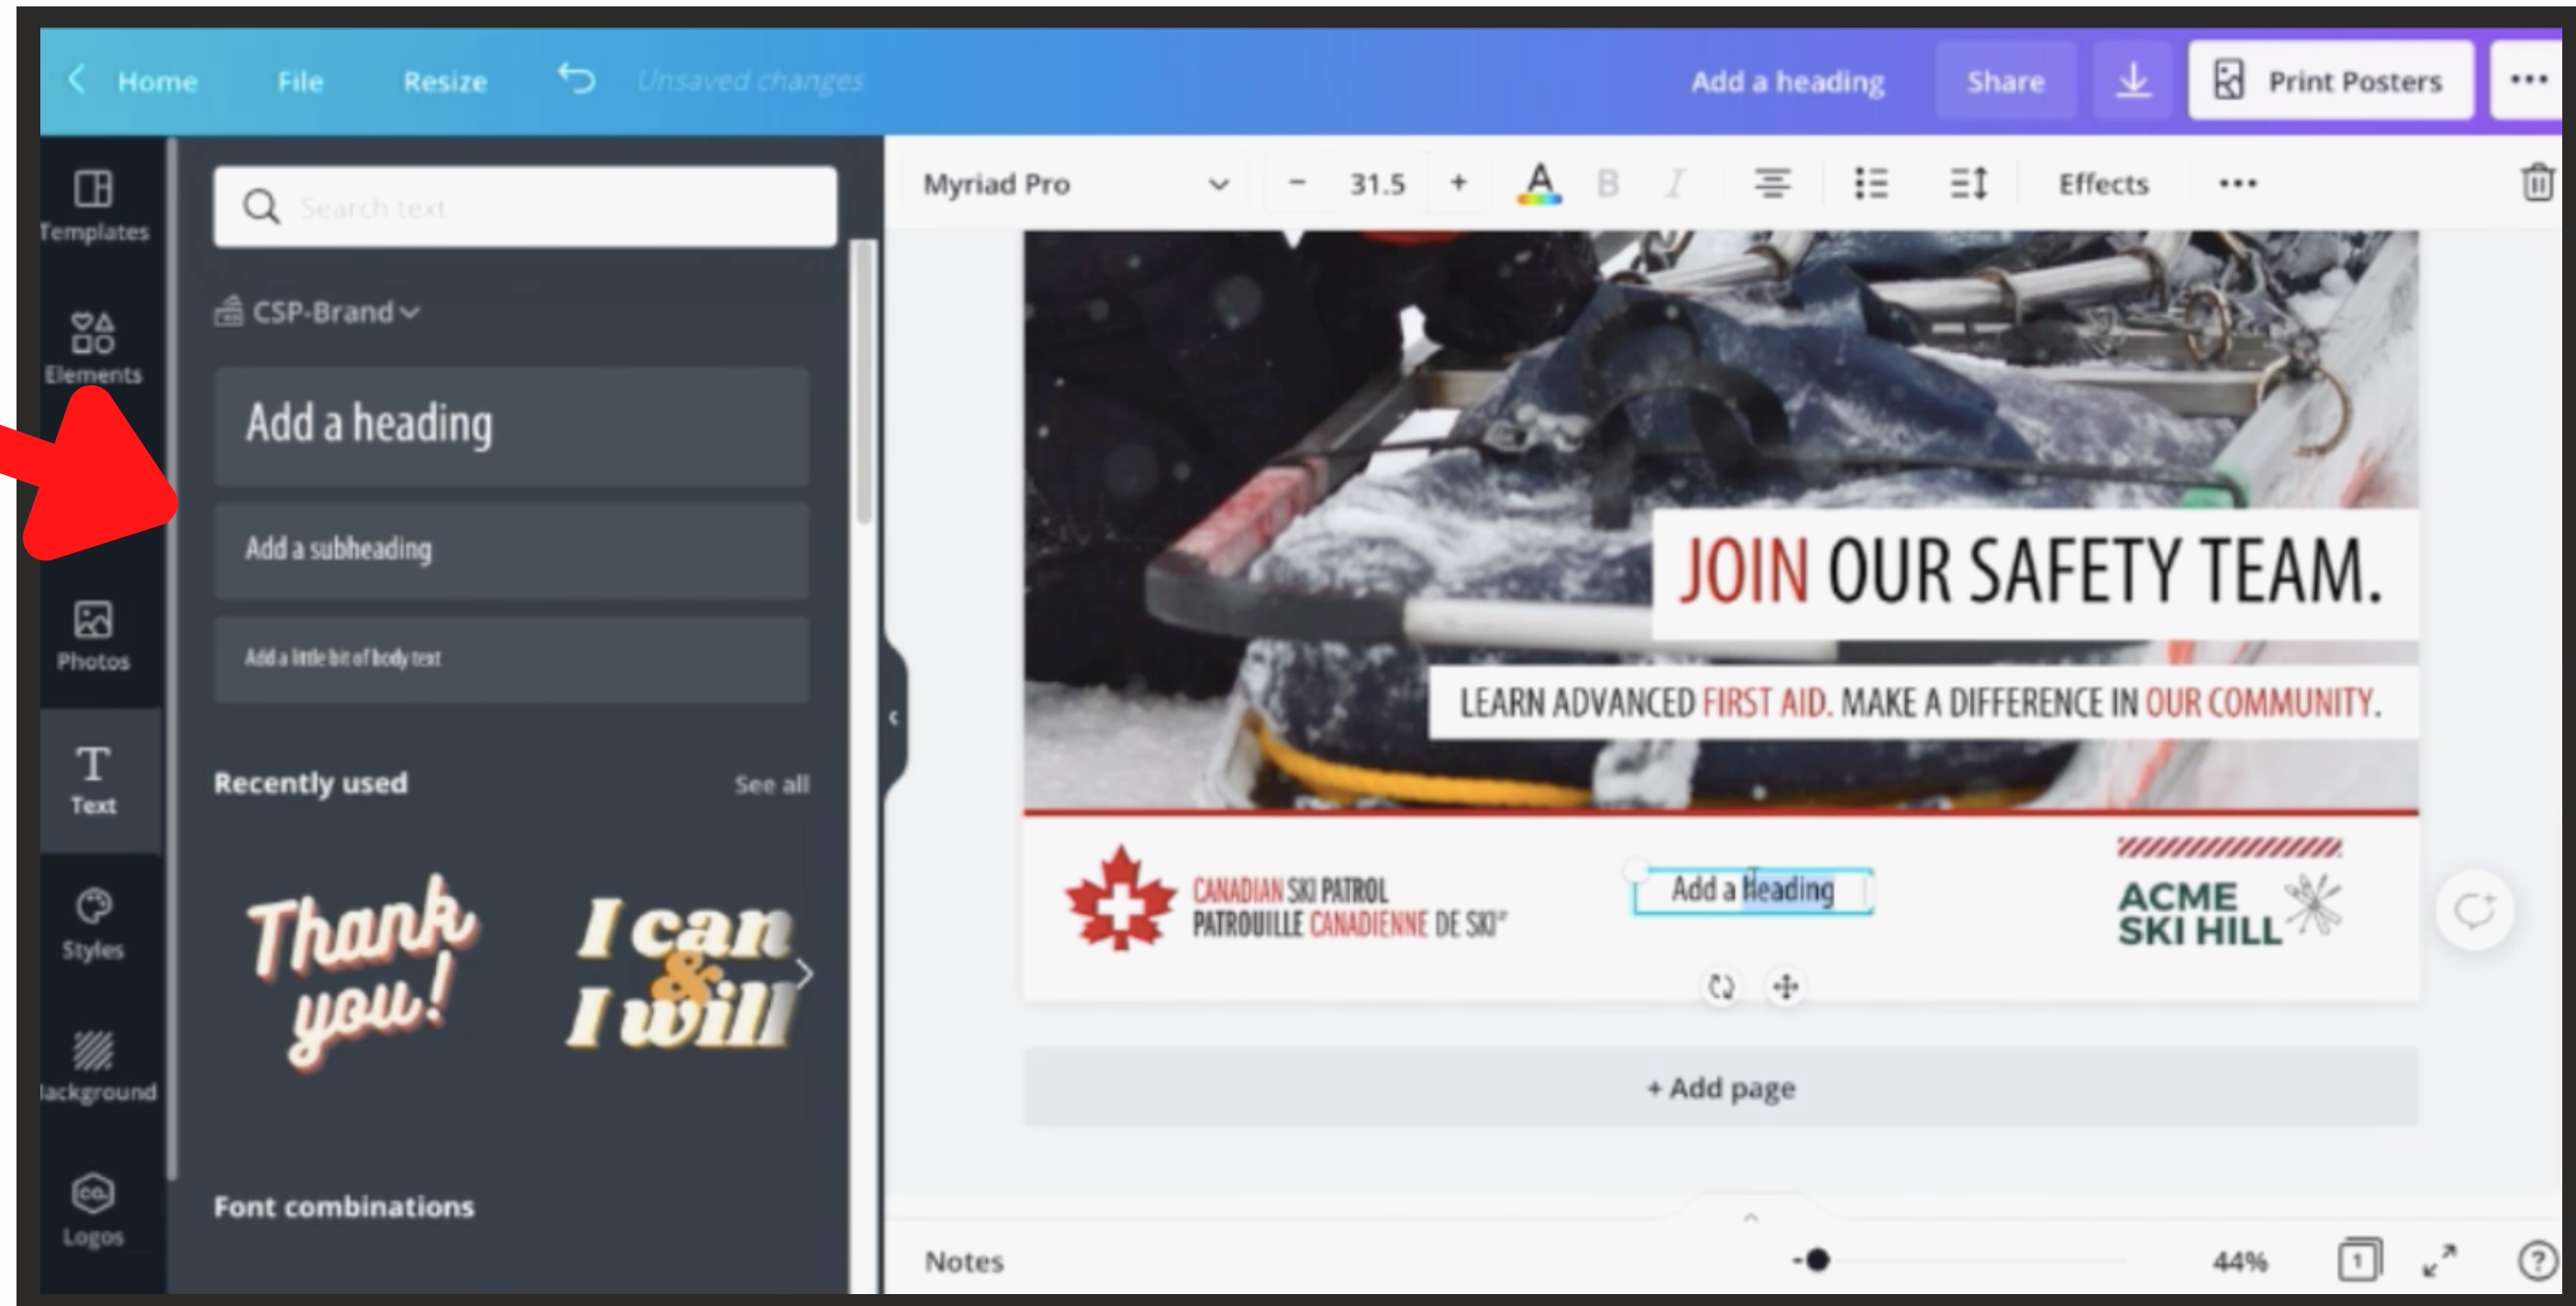 Home File Resize Unsaved changes Add a heading Share Print Posters
Templates
Elements
Photos
T
Text
Styles
ackground
CO.
Logos
Search text
CSP-Brand
Add a heading
Add a subheading
Add a little bit of body text
Recently used See all
Thank
you!
I can
&
I will
Font combinations
Myriad Pro - 31.5 + A B I Effects
JOIN OUR SAFETY TEAM.
LEARN ADVANCED FIRST AID. MAKE A DIFFERENCE IN OUR COMMUNITY.
CANADIAN SKI PATROL
PATROUILLE CANADIENNE DE SKI
Add a heading
ACME
SKI HILL
+ Add page
Notes 44% 1 ?